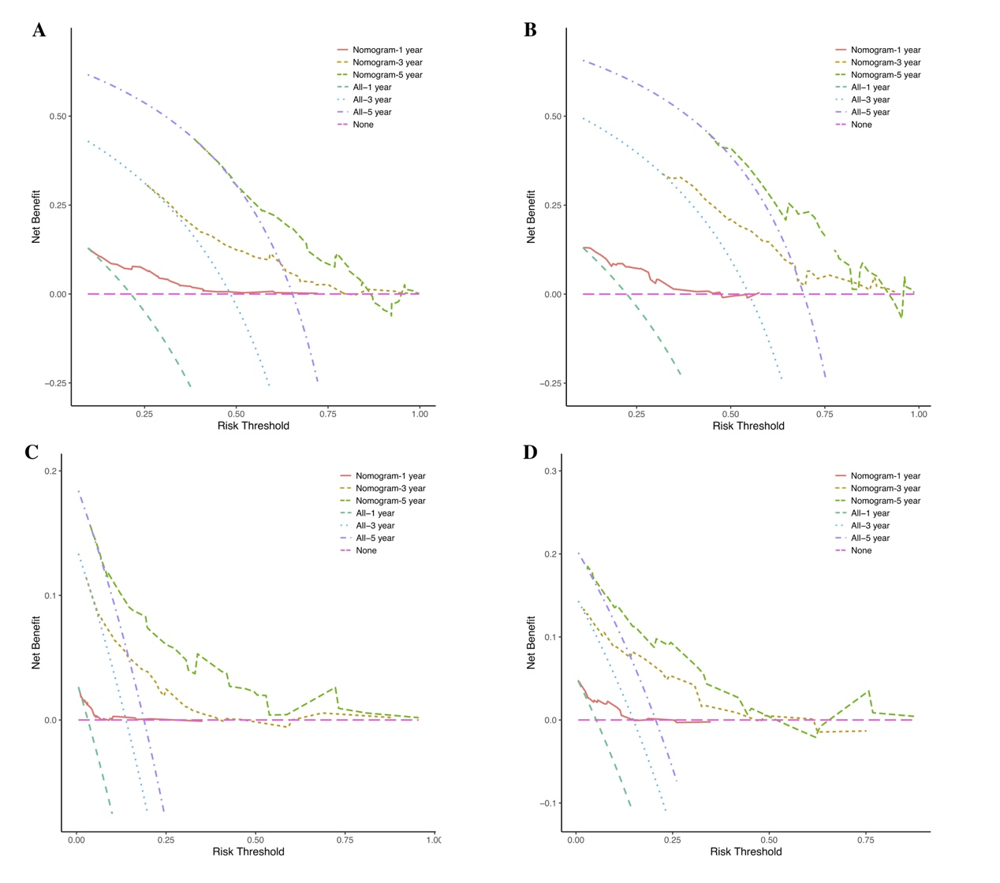 A
Nomogram-1 year
Nomogram-3 year
Nomogram-5 year
All-1 year
All-3 year
All-5 year
None
0.50
0.25
0.00
−0.25
Net Benefit
0.25 0.50 0.75 1.00
Risk Threshold
B
Nomogram-1 year
Nomogram-3 year
Nomogram-5 year
All-1 year
All-3 year
All-5 year
None
0.50
0.25
0.00
−0.25
Net Benefit
0.25 0.50 0.75 1.00
Risk Threshold
C
Nomogram-1 year
Nomogram-3 year
Nomogram-5 year
All-1 year
All-3 year
All-5 year
None
0.2
0.1
0.0
Net Benefit
0.00 0.25 0.50 0.75 1.0
Risk Threshold
D
Nomogram-1 year
Nomogram-3 year
Nomogram-5 year
All-1 year
All-3 year
All-5 year
None
0.3
0.2
0.1
0.0
−0.1
Net Benefit
0.00 0.25 0.50 0.75
Risk Threshold